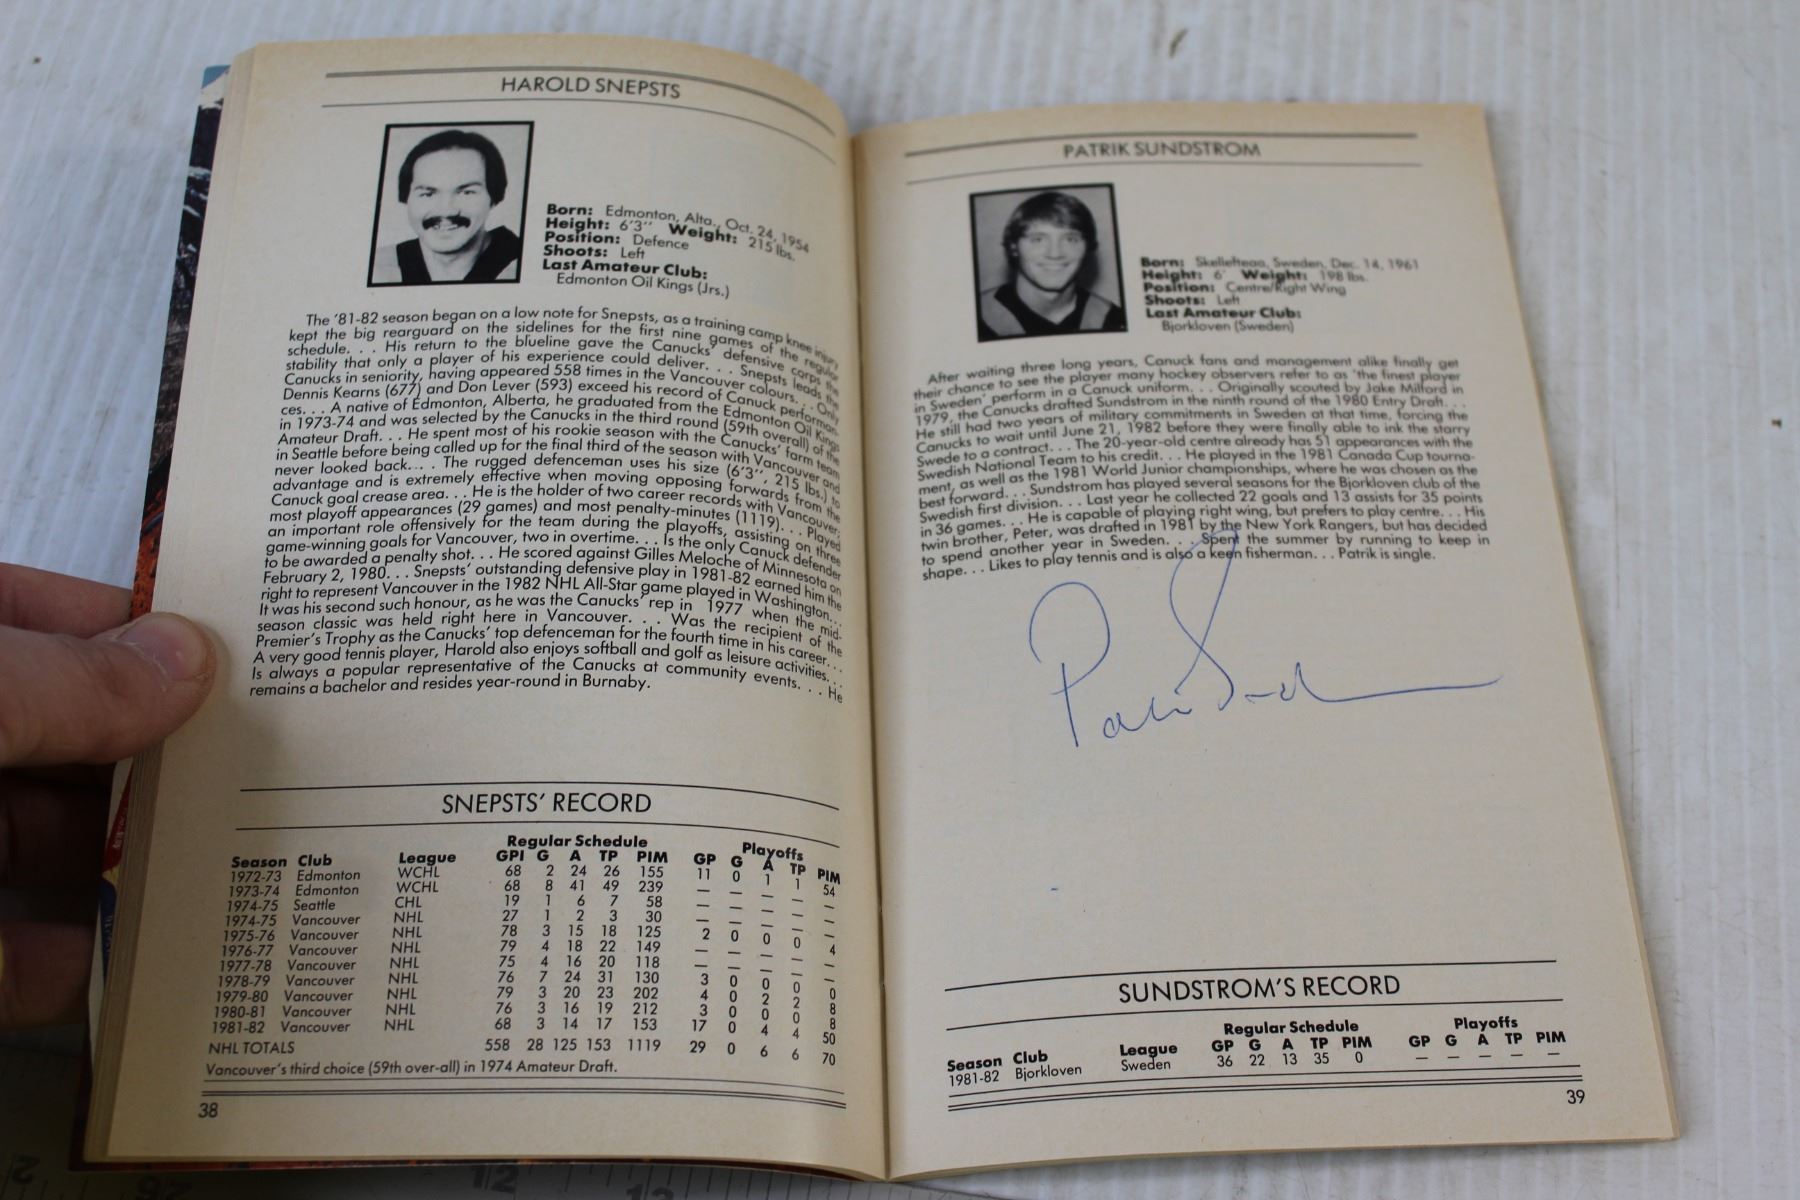 HAROLD SNEPSTS
Born: Edmonton, Alta., Oct. 24, 1954
Height: 6'3" Weight: 215 lbs.
Position: Defence
Shoots: Left
Last Amateur Club:
Edmonton Oil Kings (Jrs.)
The '81-82 season began on a low note for Snepsts, as a training camp knee injury
kept the big rearguard on the sidelines for the first nine games of the regular
schedule. . . His return to the blueline gave the Canucks' defensive corps the
stability that only a player of his experience could deliver. . . Snepsts leads the
Canucks in seniority, having appeared 558 times in the Vancouver colours. . . Only
Dennis Kearns (677) and Don Lever (593) exceed his record of Canuck performan-
ces. . . A native of Edmonton, Alberta, he graduated from the Edmonton Oil Kings
in 1973-74 and was selected by the Canucks in the third round (59th overall) of the
Amateur Draft. . . He spent most of his rookie season with the Canucks' farm team
in Seattle before being called up for the final third of the season with Vancouver and
never looked back. . . The rugged defenceman uses his size (6'3", 215 lbs.) to
advantage and is extremely effective when moving opposing forwards from the
Canuck goal crease area. . . He is the holder of two career records with Vancouver:
most playoff appearances (29 games) and most penalty-minutes (1119). . . Played
an important role offensively for the team during the playoffs, assisting on three
game-winning goals for Vancouver, two in overtime. . . Is the only Canuck defender
to be awarded a penalty shot. . . He scored against Gilles Meloche of Minnesota on
February 2, 1980. . . Snepsts' outstanding defensive play in 1981-82 earned him the
right to represent Vancouver in the 1982 NHL All-Star game played in Washington. . .
It was his second such honour, as he was the Canucks' rep in 1977 when the mid-
season classic was held right here in Vancouver. . . Was the recipient of the
Premier's Trophy as the Canucks' top defenceman for the fourth time in his career. . .
A very good tennis player, Harold also enjoys softball and golf as leisure activities. . .
Is always a popular representative of the Canucks at community events. . . He
remains a bachelor and resides year-round in Burnaby.
SNEPSTS' RECORD
Regular Schedule Playoffs
Season Club League GPI G A TP PIM GP G A TP PIM
1972-73 Edmonton WCHL 68 2 24 26 155 11 0 1 1 54
1973-74 Edmonton WCHL 68 8 41 49 239 — — — — —
1974-75 Seattle CHL 19 1 6 7 58 — — — — —
1974-75 Vancouver NHL 27 1 2 3 30 — — — — —
1975-76 Vancouver NHL 78 3 15 18 125 2 0 0 0 4
1976-77 Vancouver NHL 79 4 18 22 149 — — — — —
1977-78 Vancouver NHL 75 4 16 20 118 — — — — —
1978-79 Vancouver NHL 76 7 24 31 130 3 0 0 0 0
1979-80 Vancouver NHL 79 3 20 23 202 4 0 2 2 8
1980-81 Vancouver NHL 76 3 16 19 212 3 0 0 0 8
1981-82 Vancouver NHL 68 3 14 17 153 17 0 4 4 50
NHL TOTALS 558 28 125 153 1119 29 0 6 6 70
Vancouver's third choice (59th over-all) in 1974 Amateur Draft.
38
PATRIK SUNDSTROM
Born: Skellefteao, Sweden, Dec. 14, 1961
Height: 6' Weight: 198 lbs.
Position: Centre/Right Wing
Shoots: Left
Last Amateur Club:
Bjorkloven (Sweden)
After waiting three long years, Canuck fans and management alike finally get
their chance to see the player many hockey observers refer to as 'the finest player
in Sweden' perform in a Canuck uniform. . . Originally scouted by Jake Milford in
1979, the Canucks drafted Sundstrom in the ninth round of the 1980 Entry Draft. . .
He still had two years of military commitments in Sweden at that time, forcing the
Canucks to wait until June 21, 1982 before they were finally able to ink the starry
Swede to a contract. . . The 20-year-old centre already has 51 appearances with the
Swedish National Team to his credit. . . He played in the 1981 Canada Cup tourna-
ment, as well as the 1981 World Junior championships, where he was chosen as the
best forward. . . Sundstrom has played several seasons for the Bjorkloven club of the
Swedish first division. . . Last year he collected 22 goals and 13 assists for 35 points
in 36 games. . . He is capable of playing right wing, but prefers to play centre. . . His
twin brother, Peter, was drafted in 1981 by the New York Rangers, but has decided
to spend another year in Sweden. . . Spent the summer by running to keep in
shape. . . Likes to play tennis and is also a keen fisherman. . . Patrik is single.
SUNDSTROM'S RECORD
Regular Schedule Playoffs
Season Club League GP G A TP PIM GP G A TP PIM
1981-82 Bjorkloven Sweden 36 22 13 35 0 — — — — —
39
12